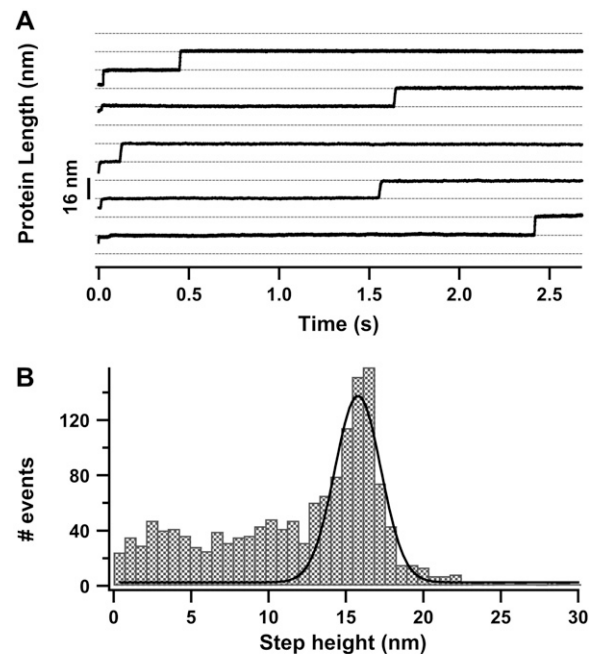 A
Protein Length (nm)
16 nm
0.0 0.5 1.0 1.5 2.0 2.5
Time (s)
B
# events
120
80
40
0
0 5 10 15 20 25 30
Step height (nm)